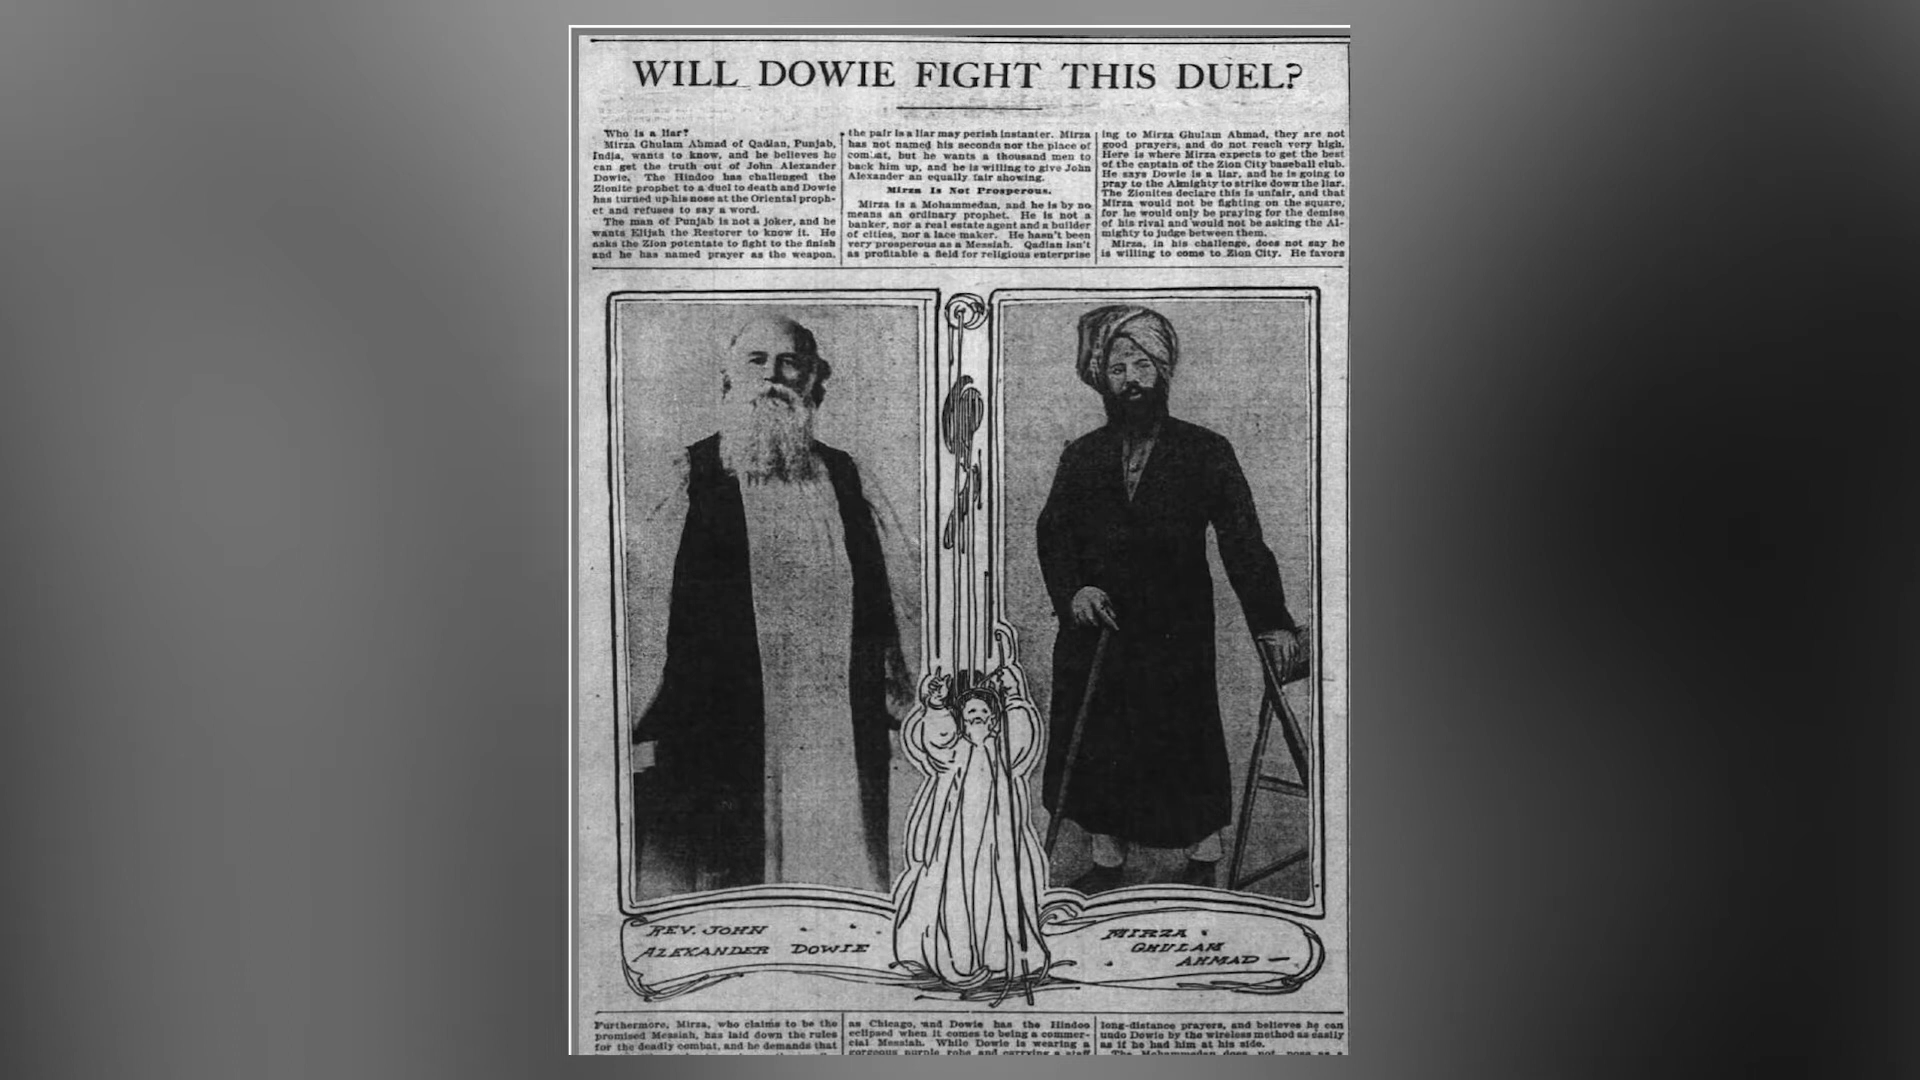 WILL DOWIE FIGHT THIS DUEL?
Who is a liar?
Mirza Ghulam Ahmad of Qadian, Punjab,
India, wants to know, and he believes he
can get the truth out of John Alexander
Dowie. The Hindoo has challenged the
Zionite prophet to a duel to death and Dowie
has turned up his nose at the Oriental proph-
et and refuses to say a word.
The man of Punjab is not a joker, and he
wants Elijah the Restorer to know it. He
asks the Zion potentate to fight to the finish
and he has named prayer as the weapon.
the pair is a liar may perish instanter. Mirza
has not named his seconds nor the place of
combat, but he wants a thousand men to
back him up, and he is willing to give John
Alexander an equally fair showing.
Mirza Is Not Prosperous.
Mirza is a Mohammedan, and he is by no
means an ordinary prophet. He is not a
banker, nor a real estate agent and a builder
of cities, nor a lace maker. He hasn't been
very prosperous as a Messiah. Qadian isn't
as profitable a field for religious enterprise
ing to Mirza Ghulam Ahmad, they are not
good prayers, and do not reach very high.
Here is where Mirza expects to get the best
of the captain of the Zion City baseball club.
He says Dowie is a liar, and he is going to
pray to the Almighty to strike down the liar.
The Zionites declare this is unfair, and that
Mirza would not be fighting on the square,
for he would only be praying for the demise
of his rival and would not be asking the Al-
mighty to judge between them.
Mirza, in his challenge, does not say he
is willing to come to Zion City. He favors
REV. JOHN
ALEXANDER DOWIE
MIRZA
GHULAM
AHMAD —
Furthermore, Mirza, who claims to be the
promised Messiah, has laid down the rules
for the deadly combat, and he demands that
as Chicago, and Dowie has the Hindoo
eclipsed when it comes to being a commer-
cial Messiah. While Dowie is wearing a
gorgeous purple robe and carrying a staff
long-distance prayers, and believes he can
undo Dowie by the wireless method as easily
as if he had him at his side.
The Mohammedan does not pose as a